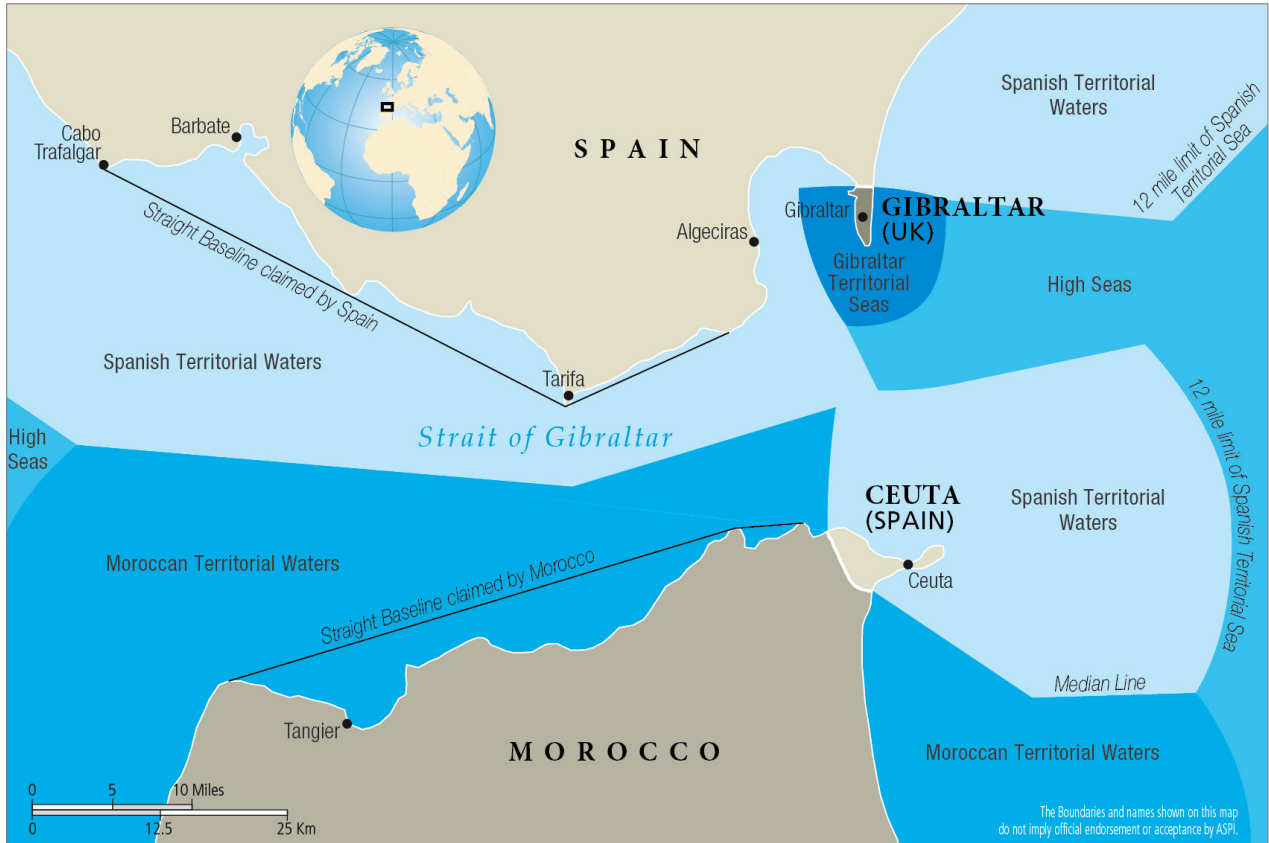 Spanish Territorial
Waters
12 mile limit of Spanish
Territorial Sea
Barbate
Cabo
Trafalgar
SPAIN
Gibraltar
GIBRALTAR
(UK)
Algeciras
Gibraltar
Territorial
Seas
High Seas
Straight Baseline claimed by Spain
Spanish Territorial Waters
Tarifa
High
Seas
Strait of Gibraltar
12 mile limit of Spanish Territorial Sea
CEUTA
(SPAIN)
Spanish Territorial
Waters
Moroccan Territorial Waters
Straight Baseline claimed by Morocco
Ceuta
Median Line
Tangier
MOROCCO
Moroccan Territorial Waters
0 5 10 Miles
0 12.5 25 Km
The Boundaries and names shown on this map
do not imply official endorsement or acceptance by ASPI.